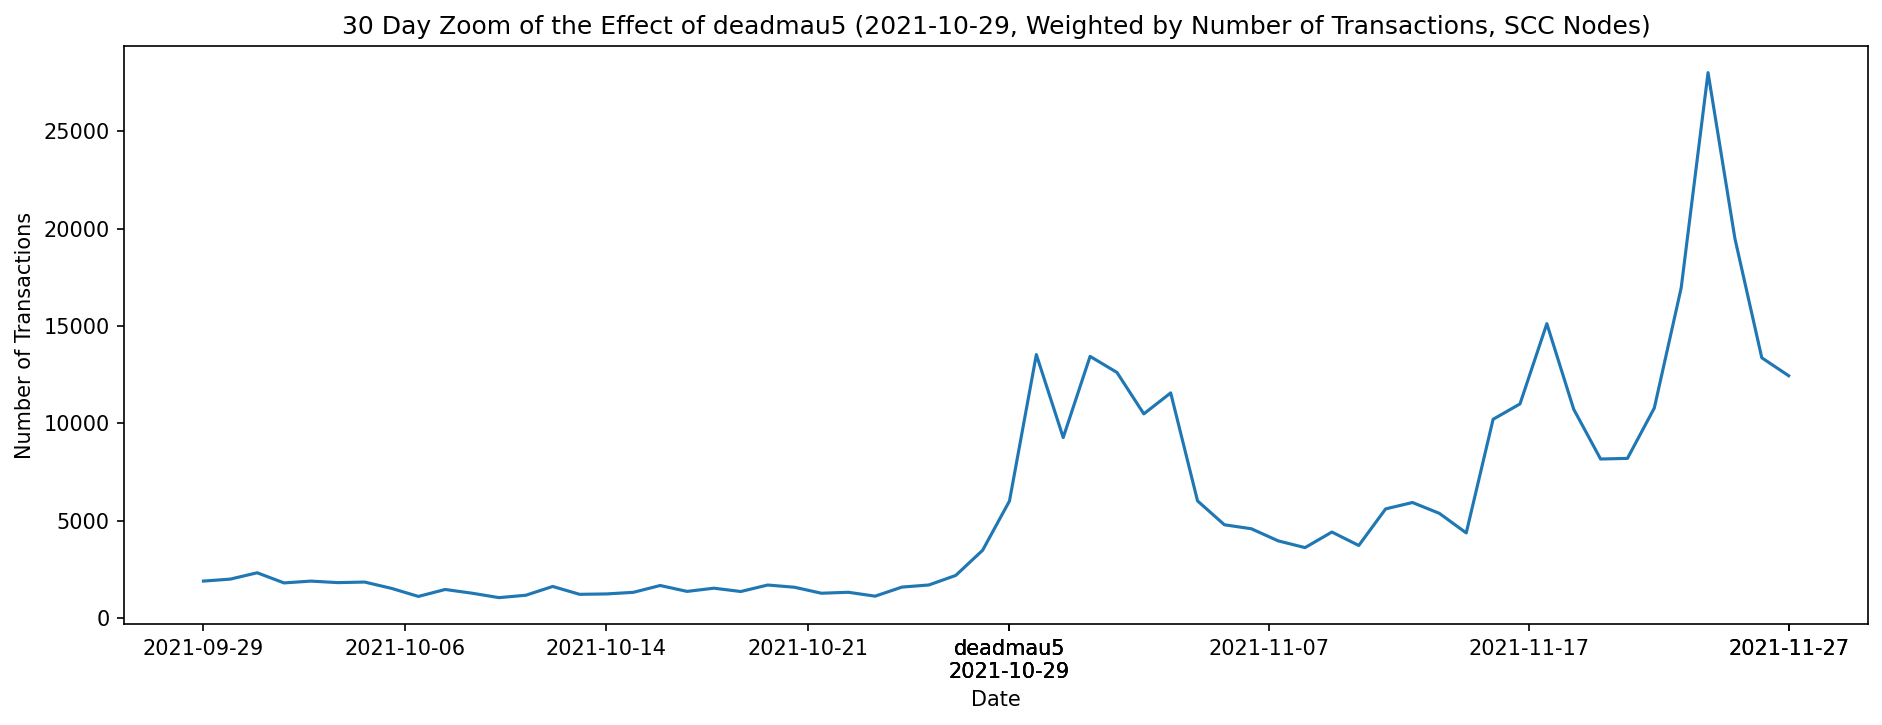 30 Day Zoom of the Effect of deadmau5 (2021-10-29, Weighted by Number of Transactions, SCC Nodes)
Number of Transactions
25000
20000
15000
10000
5000
0
2021-09-29 2021-10-06 2021-10-14 2021-10-21 deadmau5 2021-11-07 2021-11-17 2021-11-27
2021-10-29
Date